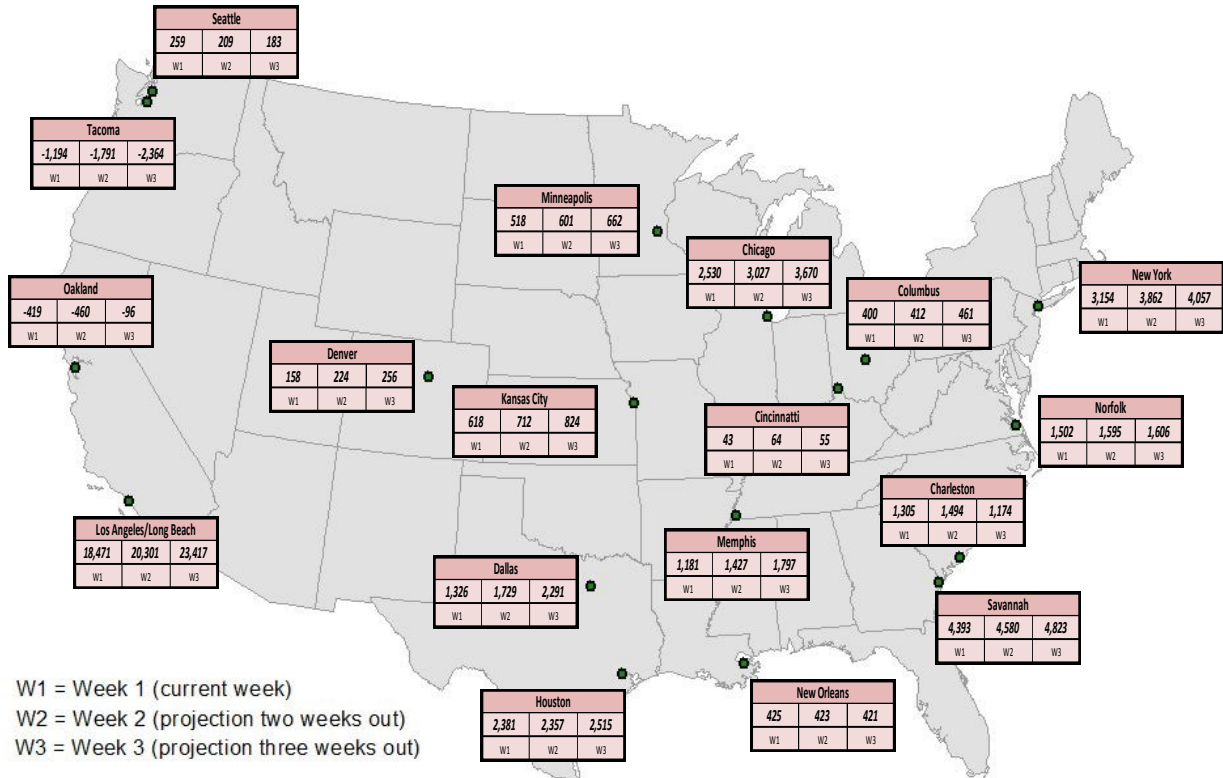 Seattle
259 209 183
W1 W2 W3
Tacoma
-1,194 -1,791 -2,364
W1 W2 W3
Minneapolis
518 601 662
W1 W2 W3
Chicago
2,530 3,027 3,670
W1 W2 W3
New York
3,154 3,862 4,057
W1 W2 W3
Oakland
-419 -460 -96
W1 W2 W3
Columbus
400 412 461
W1 W2 W3
Denver
158 224 256
W1 W2 W3
Kansas City
618 712 824
W1 W2 W3
Cincinnatti
43 64 55
W1 W2 W3
Norfolk
1,502 1,595 1,606
W1 W2 W3
Charleston
1,305 1,494 1,174
W1 W2 W3
Los Angeles/Long Beach
18,471 20,301 23,417
W1 W2 W3
Memphis
1,181 1,427 1,797
W1 W2 W3
Dallas
1,326 1,729 2,291
W1 W2 W3
Savannah
4,393 4,580 4,823
W1 W2 W3
New Orleans
425 423 421
W1 W2 W3
Houston
2,381 2,357 2,515
W1 W2 W3
W1 = Week 1 (current week)
W2 = Week 2 (projection two weeks out)
W3 = Week 3 (projection three weeks out)